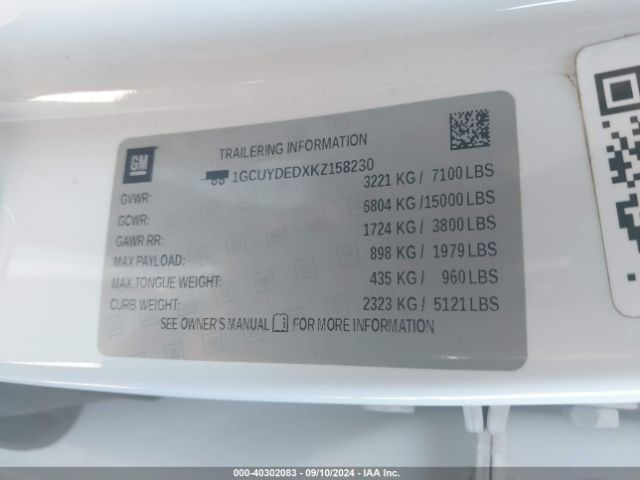 GM
TRAILERING INFORMATION
1GCUYDEDXKZ158230
GVWR: 3221 KG / 7100 LBS
GCWR: 6804 KG / 15000 LBS
GAWR RR: 1724 KG / 3800 LBS
MAX PAYLOAD: 898 KG / 1979 LBS
MAX TONGUE WEIGHT: 435 KG / 960 LBS
CURB WEIGHT: 2323 KG / 5121 LBS
SEE OWNER'S MANUAL i FOR MORE INFORMATION
000-40302083 - 09/10/2024 - IAA Inc.